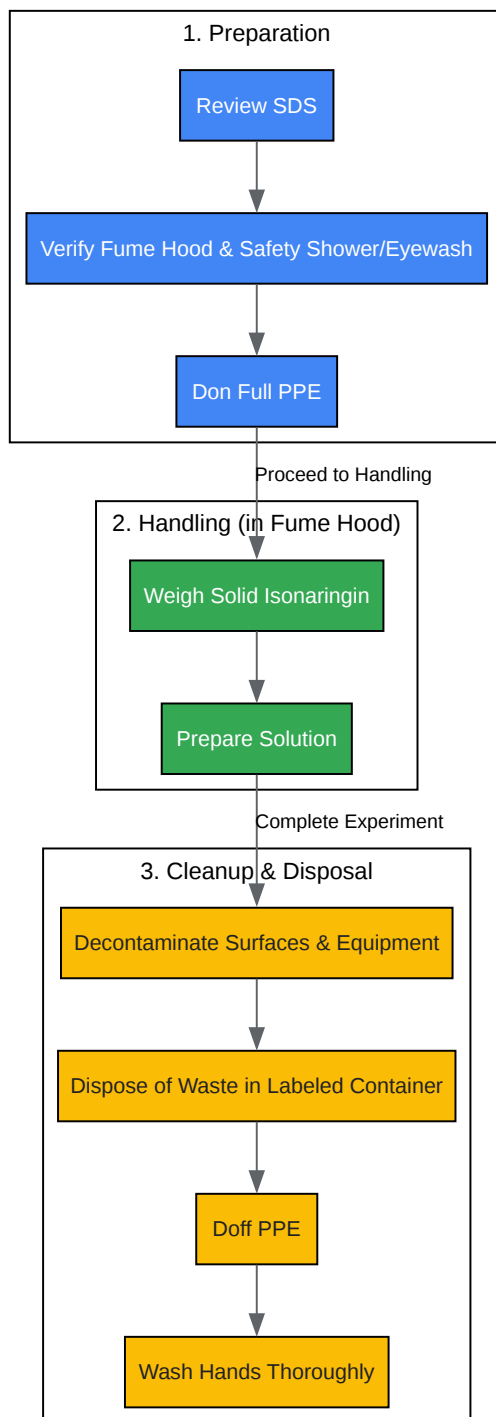 1. Preparation
Review SDS
Verify Fume Hood & Safety Shower/Eyewash
Don Full PPE
Proceed to Handling
2. Handling (in Fume Hood)
Weigh Solid Isonaringin
Prepare Solution
Complete Experiment
3. Cleanup & Disposal
Decontaminate Surfaces & Equipment
Dispose of Waste in Labeled Container
Doff PPE
Wash Hands Thoroughly